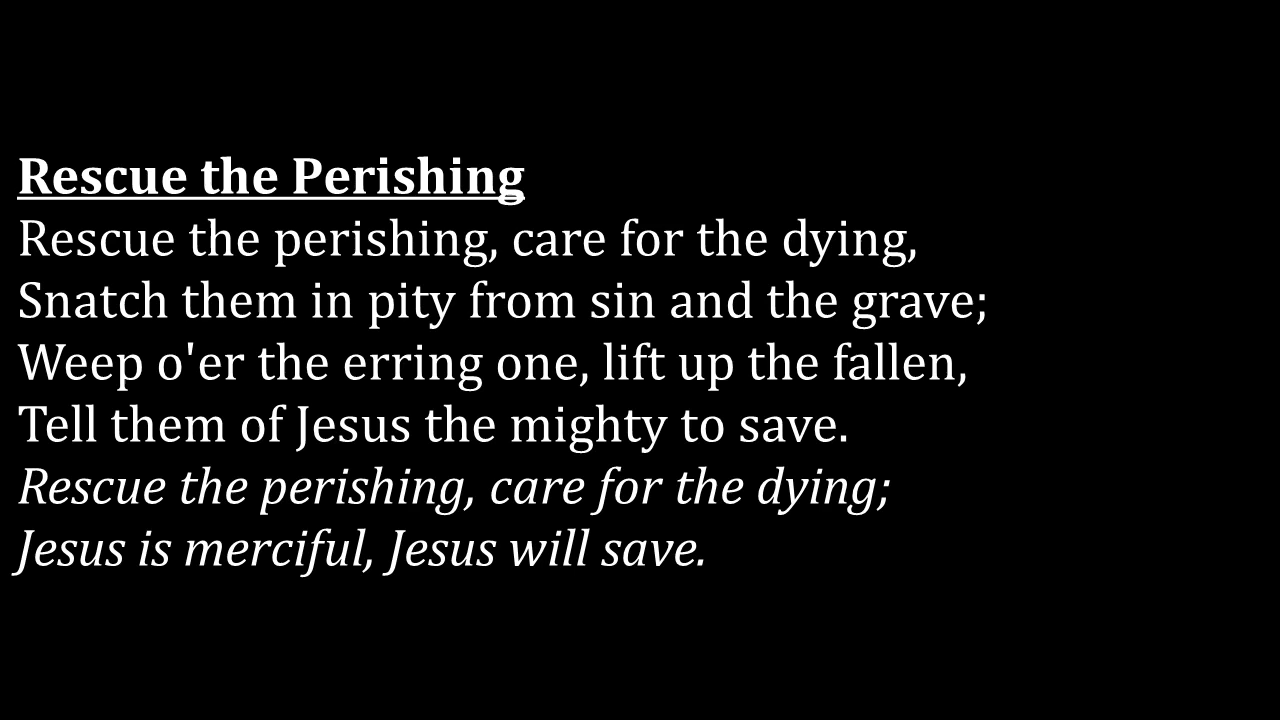 Rescue the Perishing
Rescue the perishing, care for the dying,
Snatch them in pity from sin and the grave;
Weep o'er the erring one, lift up the fallen,
Tell them of Jesus the mighty to save.
Rescue the perishing, care for the dying;
Jesus is merciful, Jesus will save.